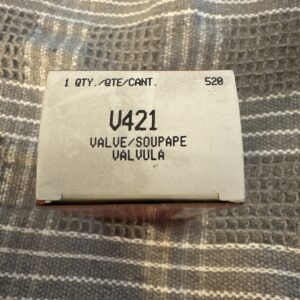 1 QTY./QTE/CANT. 520
V421
VALVE/SOUPAPE
VALVULA